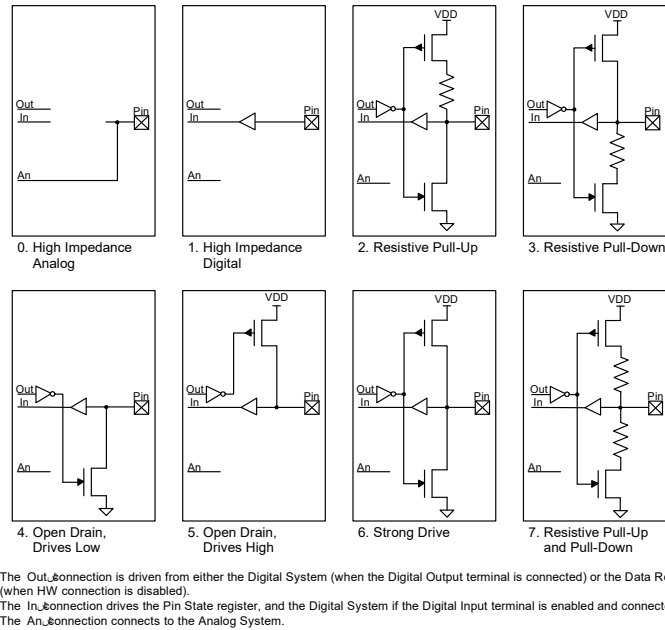 VDD
VDD
Out
In
An
Pin
Out
In
An
Pin
Out
In
An
Pin
Out
In
An
Pin
0. High Impedance
Analog
1. High Impedance
Digital
2. Resistive Pull-Up
3. Resistive Pull-Down
VDD
VDD
VDD
Out
In
An
Pin
Out
In
An
Pin
Out
In
An
Pin
Out
In
An
Pin
4. Open Drain,
Drives Low
5. Open Drain,
Drives High
6. Strong Drive
7. Resistive Pull-Up
and Pull-Down
The Out connection is driven from either the Digital System (when the Digital Output terminal is connected) or the Data Re
(when HW connection is disabled).
The In connection drives the Pin State register, and the Digital System if the Digital Input terminal is enabled and connecte
The An connection connects to the Analog System.